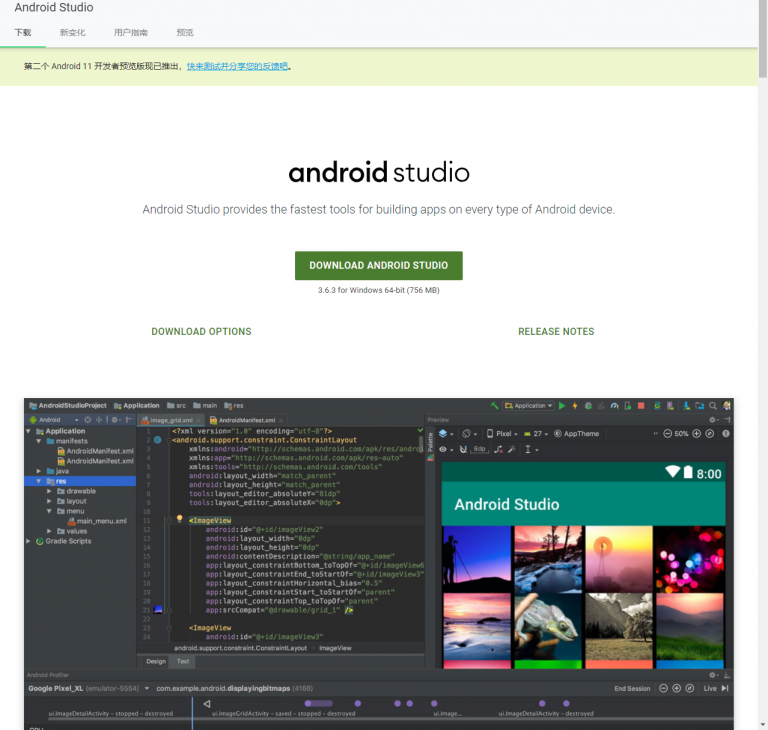 Android Studio
下载 新变化 用户指南 预览
第二个 Android 11 开发者预览版现已推出，快来测试并分享您的反馈吧。
android studio
Android Studio provides the fastest tools for building apps on every type of Android device.
DOWNLOAD ANDROID STUDIO
3.6.3 for Windows 64-bit (756 MB)
DOWNLOAD OPTIONS RELEASE NOTES
AndroidStudioProject Application src main res Application
Android image_grid.xml AndroidManifest.xml Preview
Application
manifests
AndroidManifest.xml
AndroidManifest.xml
java
res
drawable
layout
menu
main_menu.xml
values
Gradle Scripts
1 <?xml version="1.0" encoding="utf-8"?>
2 <android.support.constraint.ConstraintLayout
3 xmlns:android="http://schemas.android.com/apk/res/andro
4 xmlns:app="http://schemas.android.com/apk/res-auto"
5 xmlns:tools="http://schemas.android.com/tools"
6 android:layout_width="match_parent"
7 android:layout_height="match_parent"
8 tools:layout_editor_absoluteY="81dp"
9 tools:layout_editor_absoluteX="0dp">
10
11 <ImageView
12 android:id="@+id/imageView2"
13 android:layout_width="0dp"
14 android:layout_height="0dp"
15 android:contentDescription="@string/app_name"
16 app:layout_constraintBottom_toTopOf="@+id/imageView6
17 app:layout_constraintEnd_toStartOf="@+id/imageView3"
18 app:layout_constraintHorizontal_bias="0.5"
19 app:layout_constraintStart_toStartOf="parent"
20 app:layout_constraintTop_toTopOf="parent"
21 app:srcCompat="@drawable/grid_1" />
22
23 <ImageView
24 android:id="@+id/imageView3"
android.support.constraint.ConstraintLayout ImageView
Design Text
Palette
Pixel 27 AppTheme 50%
8dp
8:00
Android Studio
Android Profiler
Google Pixel_XL (emulator-5554) com.example.android.displayingbitmaps (4166) End Session Live
ui.ImageDetailActivity - stopped - destroyed ui.ImageGridActivity - saved - stopped - destroyed ui.Image... ui.ImageDetailActivity - stopped - destroyed